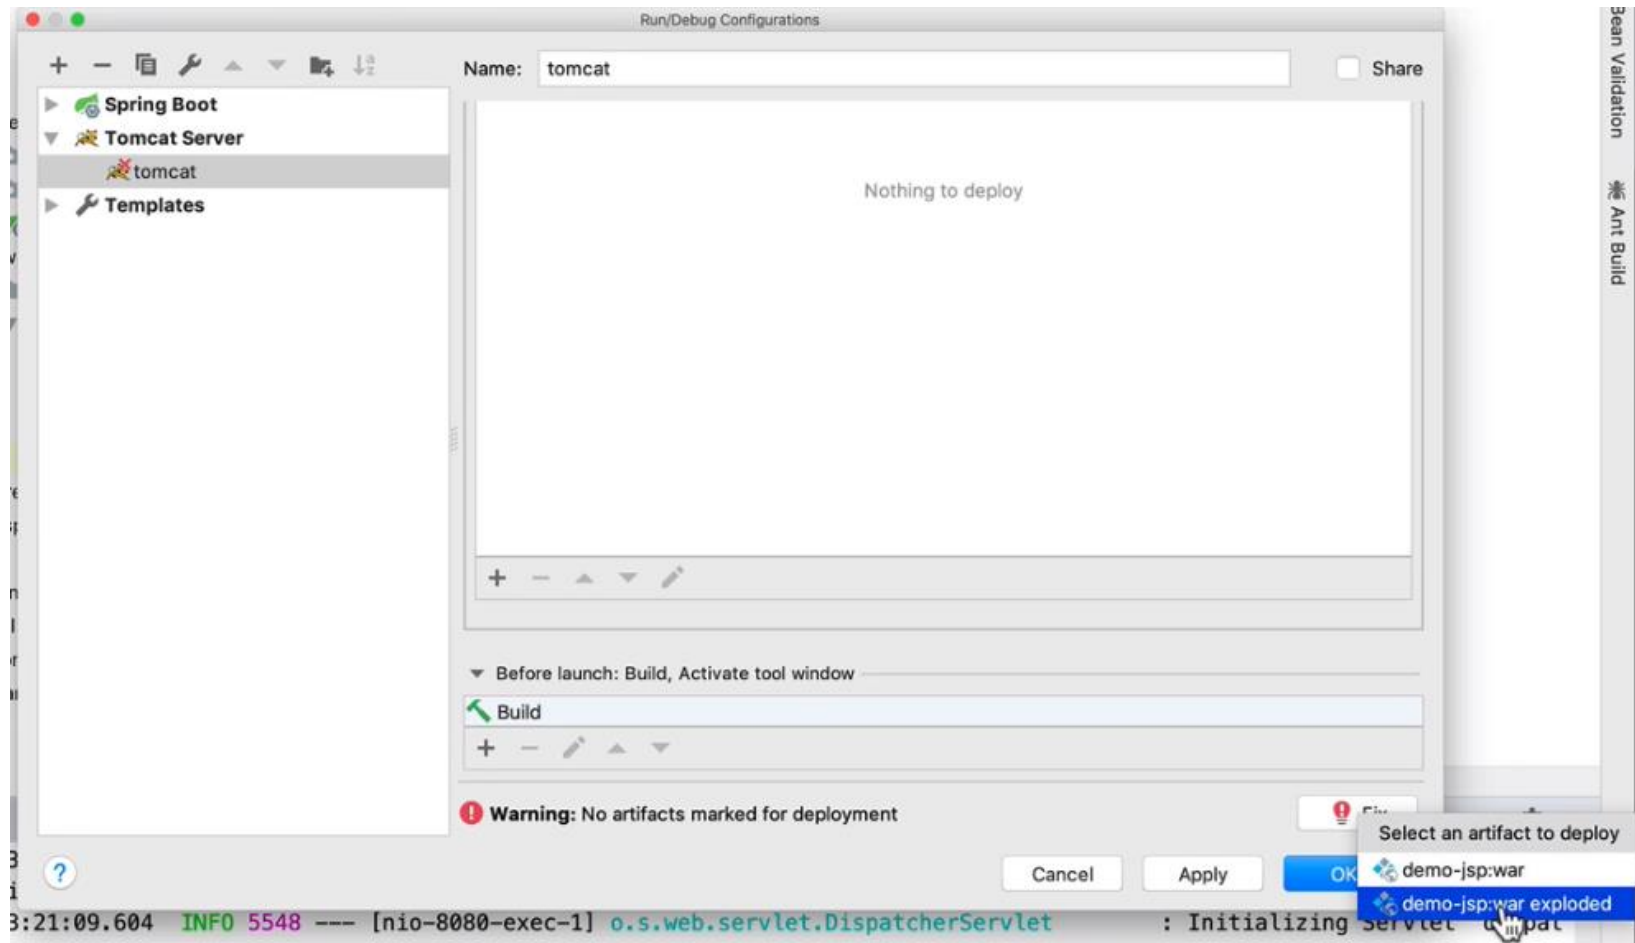 Run/Debug Configurations
Name: tomcat
Share
Spring Boot
Tomcat Server
tomcat
Templates
Nothing to deploy
Before launch: Build, Activate tool window
Build
Warning: No artifacts marked for deployment
Fix
Select an artifact to deploy
demo-jsp:war
demo-jsp:war exploded
?
Cancel
Apply
OK
3:21:09.604 INFO 5548 --- [nio-8080-exec-1] o.s.web.servlet.DispatcherServlet : Initializing Servlet
Bean Validation
Ant Build